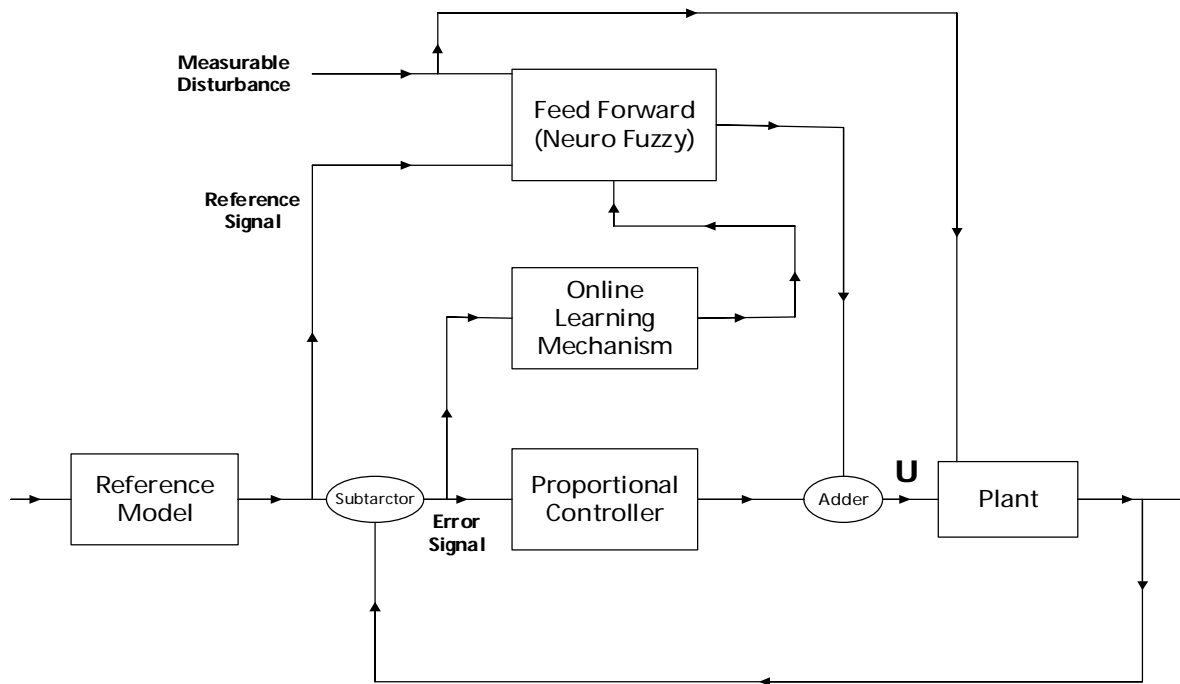 Measurable
Disturbance
Feed Forward
(Neuro Fuzzy)
Reference
Signal
Online
Learning
Mechanism
Reference
Model
Subtarctor
Error
Signal
Proportional
Controller
Adder
U
Plant